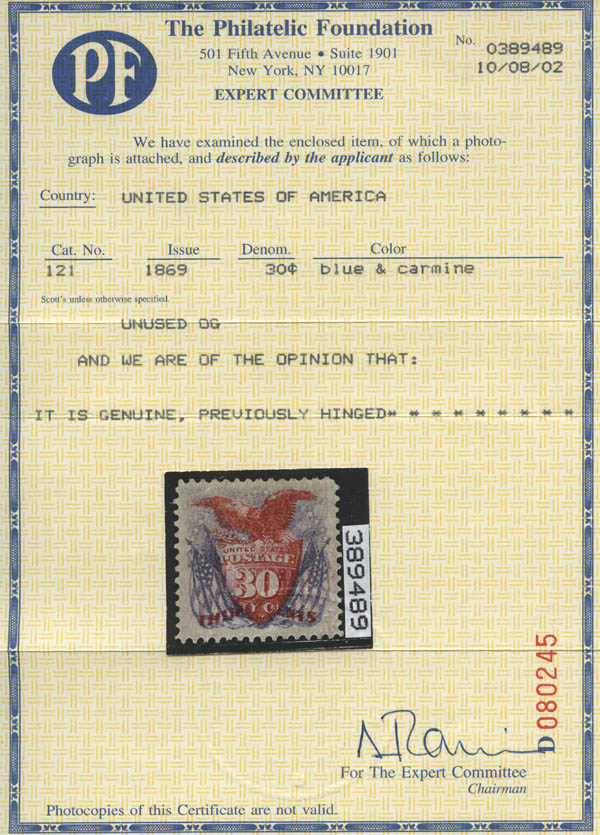 PF
The Philatelic Foundation
501 Fifth Avenue • Suite 1901
New York, NY 10017
EXPERT COMMITTEE
No. 0389489
10/08/02
We have examined the enclosed item, of which a photo-
graph is attached, and described by the applicant as follows:
Country: UNITED STATES OF AMERICA
Cat. No. Issue Denom. Color
121 1869 30¢ blue & carmine
Scott's unless otherwise specified.
UNUSED OG
AND WE ARE OF THE OPINION THAT:
IT IS GENUINE, PREVIOUSLY HINGED* * * * * * * * *
UNITED STATES
POSTAGE
30
THIRTY CENTS
389489
D 080245
For The Expert Committee
Chairman
Photocopies of this Certificate are not valid.